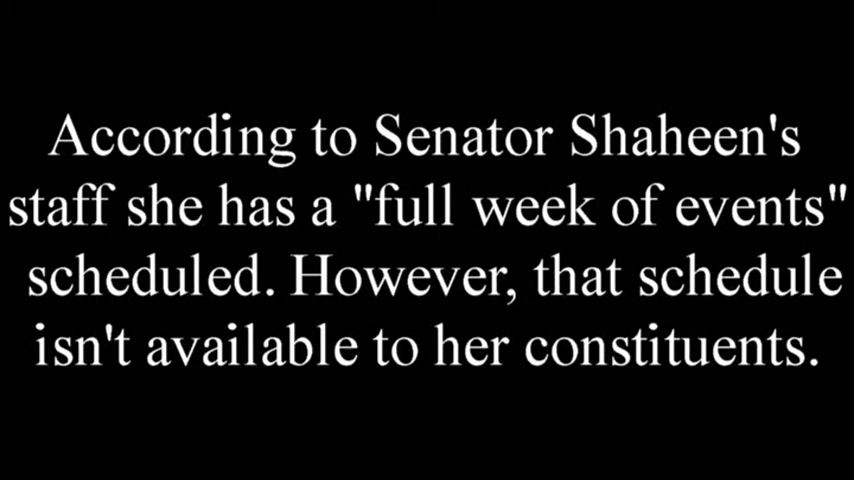 According to Senator Shaheen's
staff she has a "full week of events"
scheduled. However, that schedule
isn't available to her constituents.